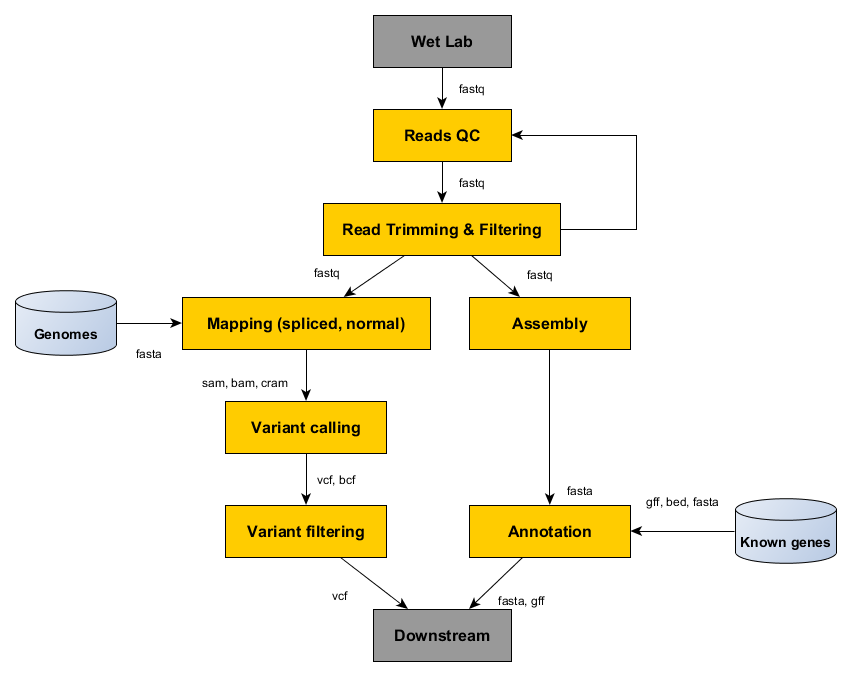 Wet Lab
fastq
Reads QC
fastq
Read Trimming & Filtering
fastq
fastq
Genomes
fasta
Mapping (spliced, normal)
Assembly
sam, bam, cram
Variant calling
vcf, bcf
fasta
gff, bed, fasta
Variant filtering
Annotation
Known genes
vcf
fasta, gff
Downstream